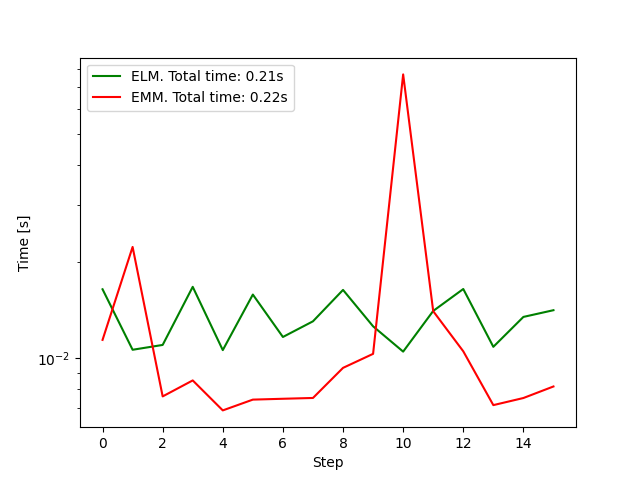 ELM. Total time: 0.21s
EMM. Total time: 0.22s
Time [s]
10⁻²
0 2 4 6 8 10 12 14
Step